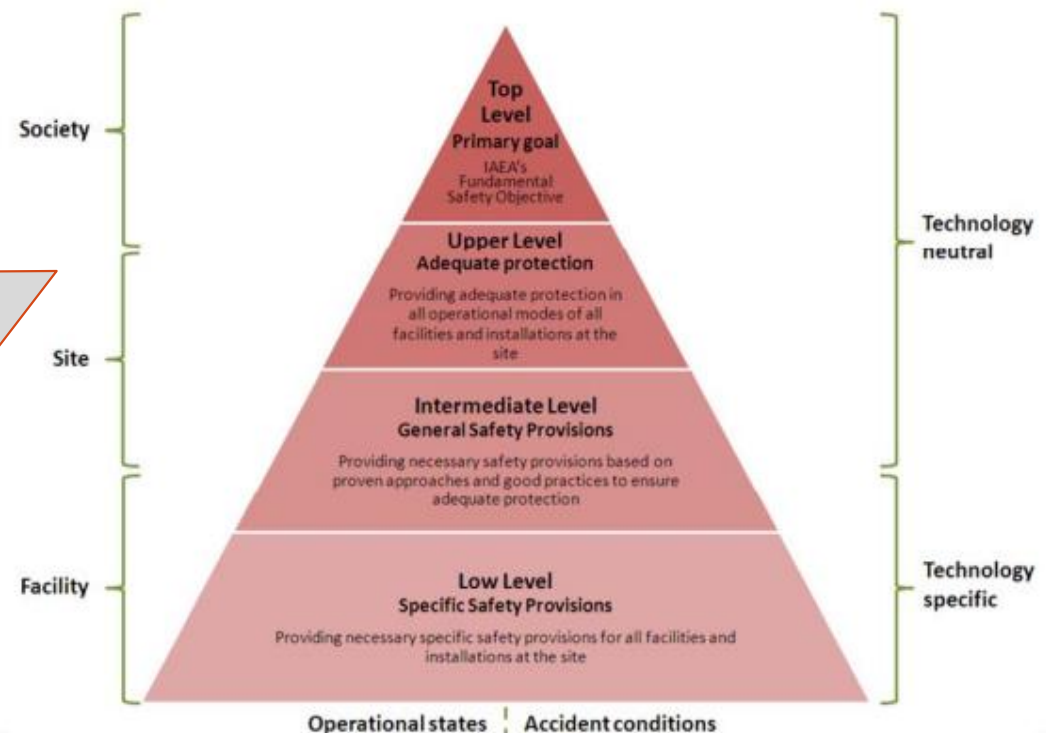 Top
Level
Primary goal
IAEA's
Fundamental
Safety Objective
Society
Upper Level
Adequate protection
Providing adequate protection in
all operational modes of all
facilities and installations at the
site
Technology
neutral
Site
Intermediate Level
General Safety Provisions
Providing necessary safety provisions based on
proven approaches and good practices to ensure
adequate protection
Facility
Low Level
Specific Safety Provisions
Providing necessary specific safety provisions for all facilities and
installations at the site
Technology
specific
Operational states
Accident conditions